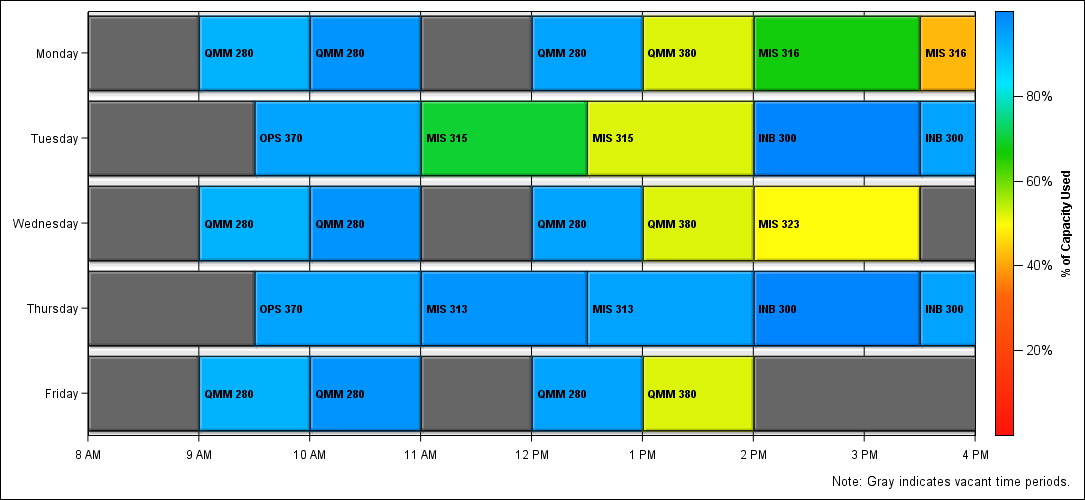 Monday
QMM 280
QMM 280
QMM 280
QMM 380
MIS 316
MIS 316
Tuesday
OPS 370
MIS 315
MIS 315
INB 300
INB 300
Wednesday
QMM 280
QMM 280
QMM 280
QMM 380
MIS 323
Thursday
OPS 370
MIS 313
MIS 313
INB 300
INB 300
Friday
QMM 280
QMM 280
QMM 280
QMM 380
8 AM
9 AM
10 AM
11 AM
12 PM
1 PM
2 PM
3 PM
4 PM
80%
60%
40%
20%
% of Capacity Used
Note: Gray indicates vacant time periods.